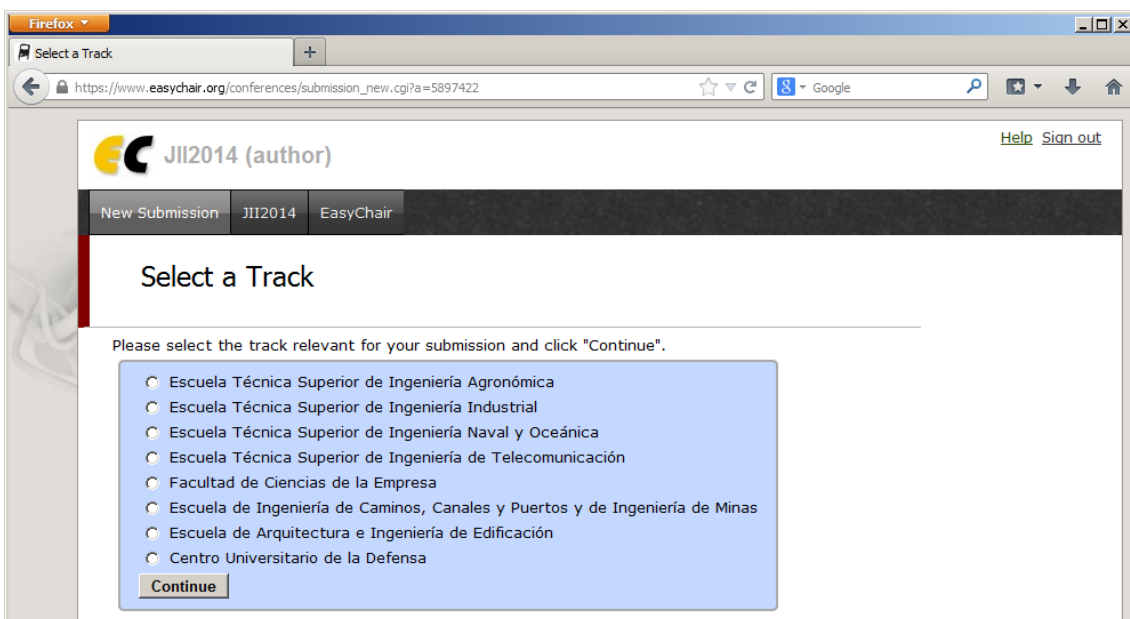 Firefox
Select a Track
https://www.easychair.org/conferences/submission_new.cgi?a=5897422
Google
Help Sign out
EC JII2014 (author)
New Submission JII2014 EasyChair
Select a Track
Please select the track relevant for your submission and click "Continue".
Escuela Técnica Superior de Ingeniería Agronómica
Escuela Técnica Superior de Ingeniería Industrial
Escuela Técnica Superior de Ingeniería Naval y Oceánica
Escuela Técnica Superior de Ingeniería de Telecomunicación
Facultad de Ciencias de la Empresa
Escuela de Ingeniería de Caminos, Canales y Puertos y de Ingeniería de Minas
Escuela de Arquitectura e Ingeniería de Edificación
Centro Universitario de la Defensa
Continue